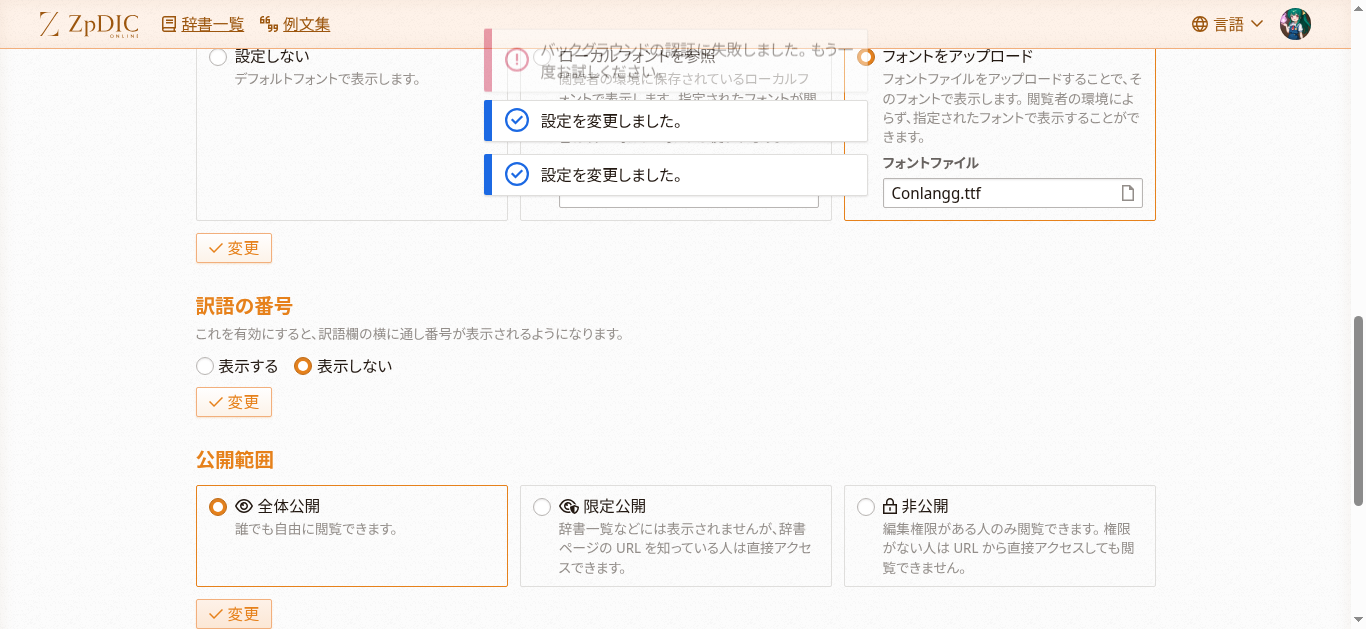 ZpDIC
ONLINE
辞書一覧
例文集
言語
バックグラウンドの認証に失敗しました。もう一
度お試しください。
設定を変更しました。
設定を変更しました。
設定しない
デフォルトフォントで表示します。
ローカルフォントを参照
閲覧者の環境に保存されているローカルフ
ォントで表示します。指定されたフォントが閲
フォントをアップロード
フォントファイルをアップロードすることで、そ
のフォントで表示します。閲覧者の環境によ
らず、指定されたフォントで表示することがで
きます。
フォントファイル
Conlangg.ttf
変更
訳語の番号
これを有効にすると、訳語欄の横に通し番号が表示されるようになります。
表示する
表示しない
変更
公開範囲
全体公開
誰でも自由に閲覧できます。
限定公開
辞書一覧などには表示されませんが、辞書
ページの URL を知っている人は直接アクセ
スできます。
非公開
編集権限がある人のみ閲覧できます。権限
がない人は URL から直接アクセスしても閲
覧できません。
変更